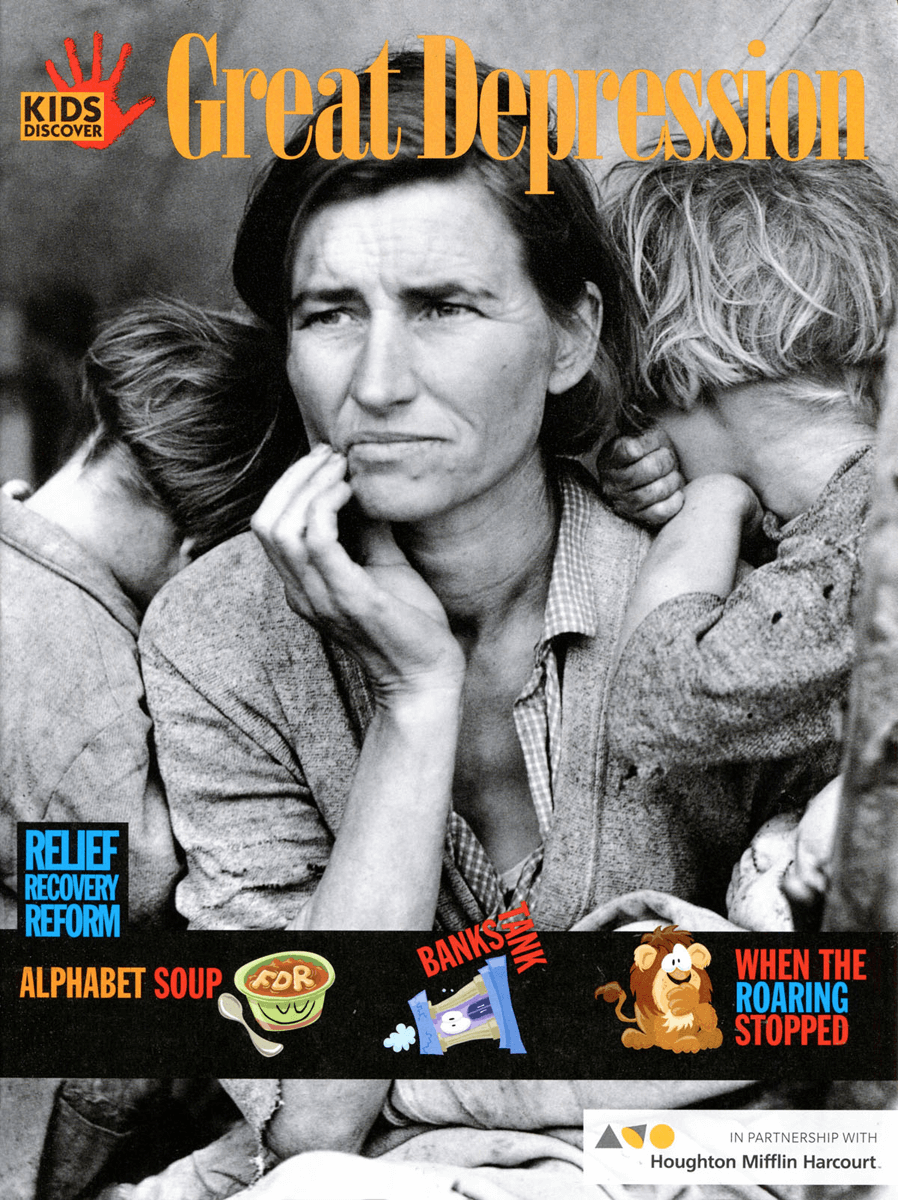 KIDS
DISCOVER
Great Depression
RELIEF
RECOVERY
REFORM
ALPHABET SOUP
FDR
BANKS TANK
WHEN THE
ROARING
STOPPED
IN PARTNERSHIP WITH
Houghton Mifflin Harcourt